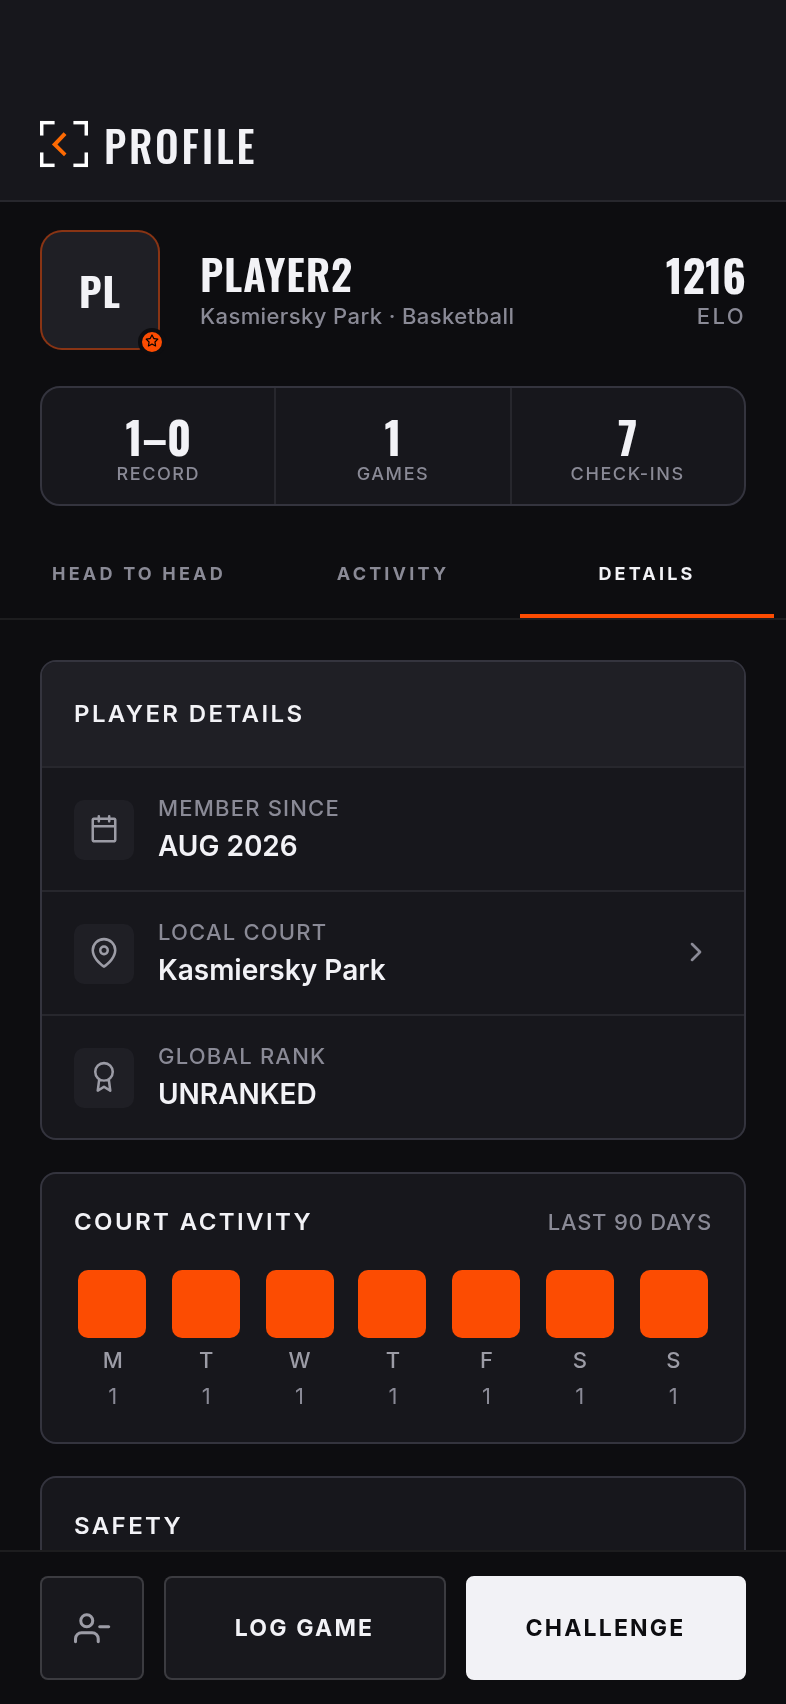 PROFILE
PL
PLAYER2
Kasmiersky Park · Basketball
1216
ELO
1–0
RECORD
1
GAMES
7
CHECK-INS
HEAD TO HEAD
ACTIVITY
DETAILS
PLAYER DETAILS
MEMBER SINCE
AUG 2026
LOCAL COURT
Kasmiersky Park
GLOBAL RANK
UNRANKED
COURT ACTIVITY
LAST 90 DAYS
M T W T F S S
1 1 1 1 1 1 1
SAFETY
LOG GAME
CHALLENGE